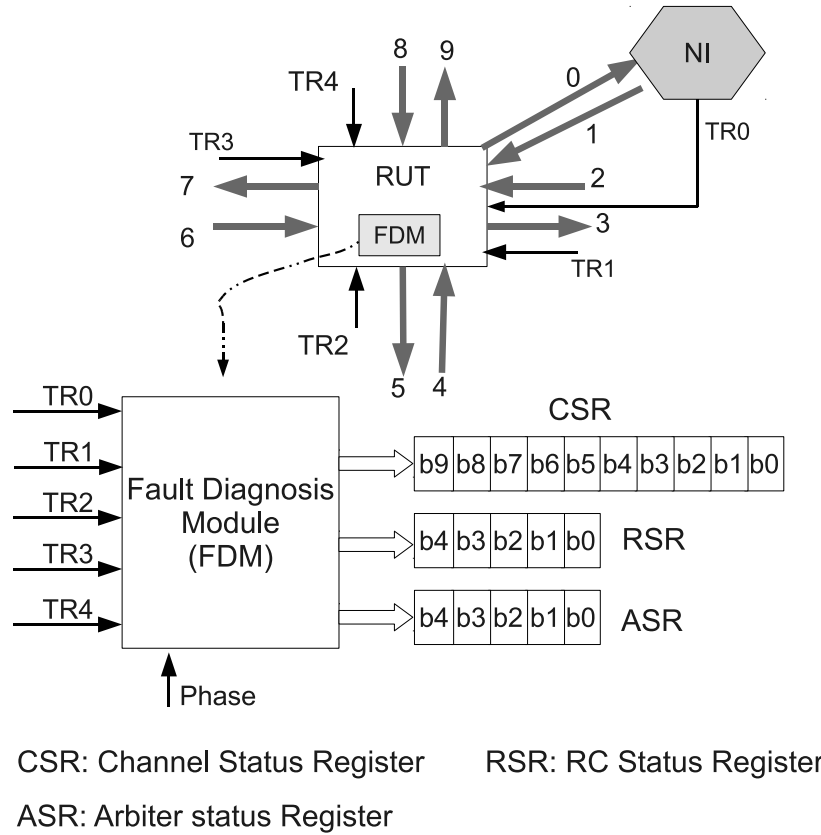 8 9
NI
0
TR4
1
TR0
TR3
RUT
7
2
6
FDM
3
TR1
TR2
5 4
TR0
CSR
TR1
b9 b8 b7 b6 b5 b4 b3 b2 b1 b0
Fault Diagnosis
Module
(FDM)
TR2
b4 b3 b2 b1 b0 RSR
TR3
TR4
b4 b3 b2 b1 b0 ASR
Phase
CSR: Channel Status Register RSR: RC Status Register
ASR: Arbiter status Register